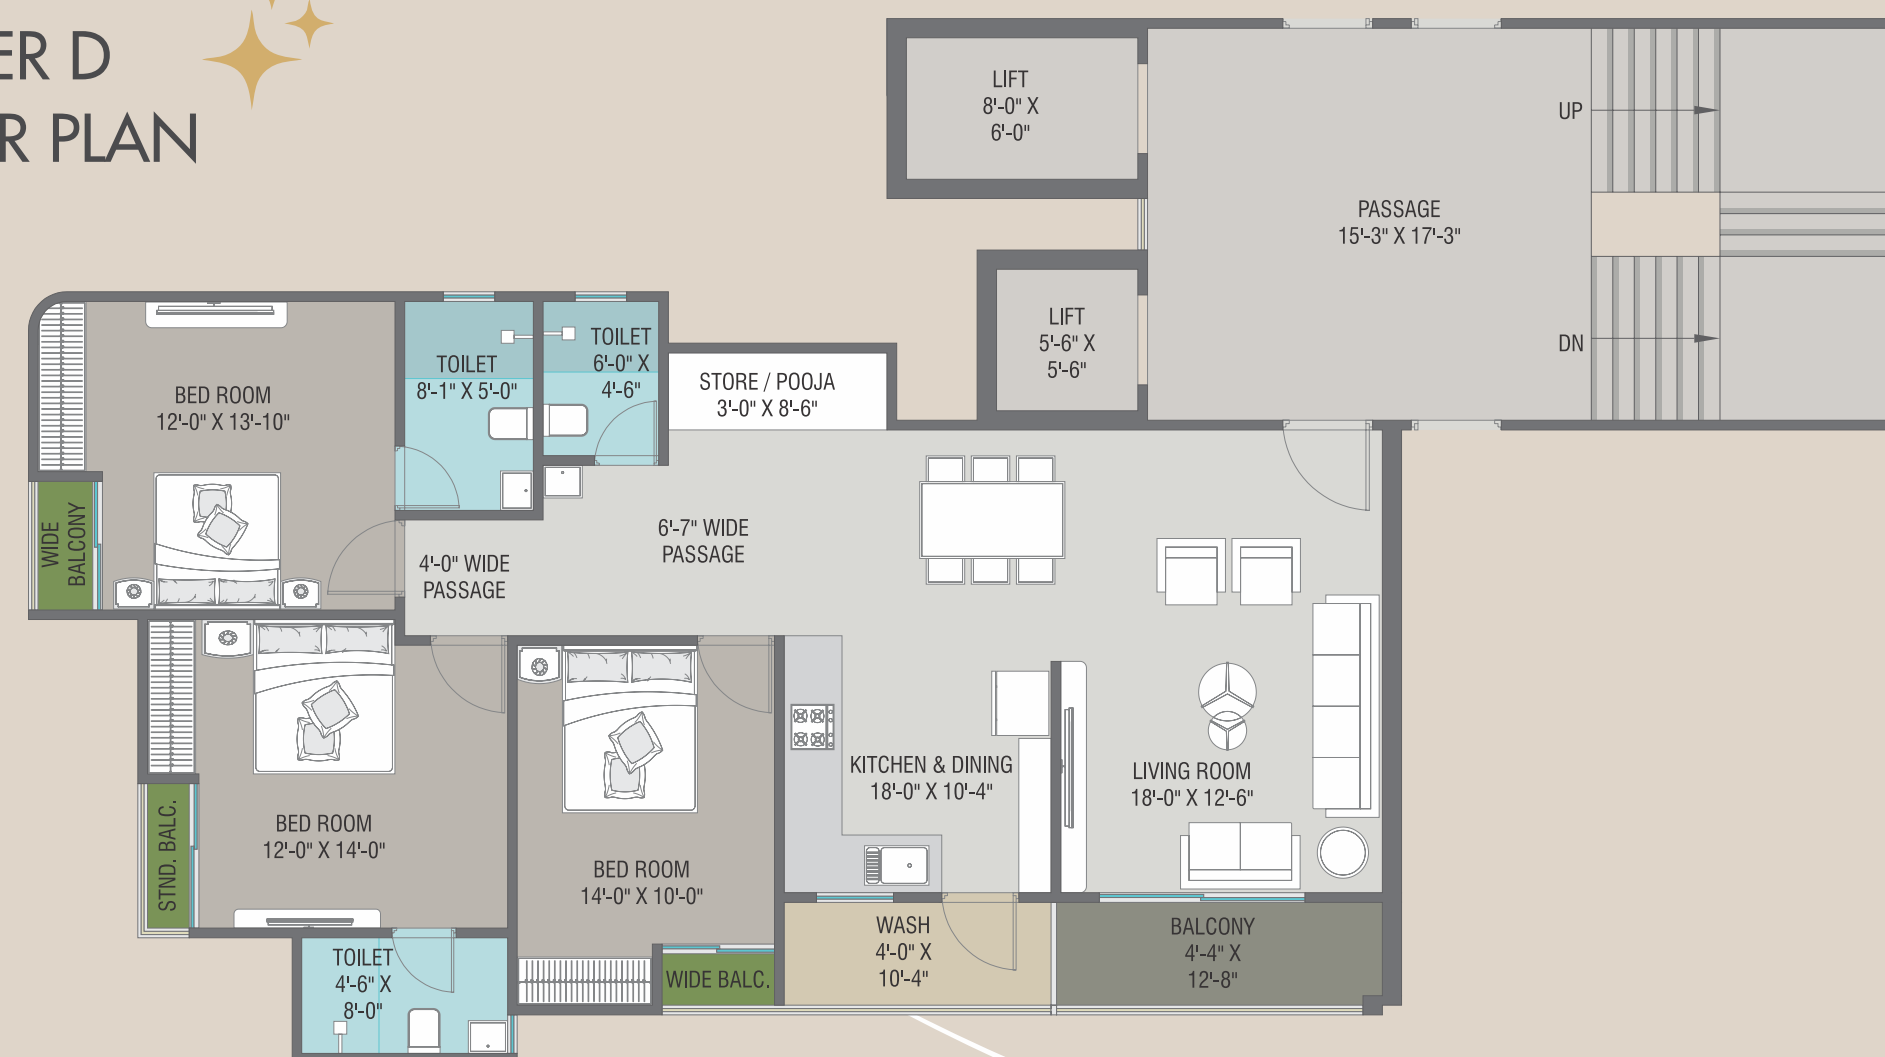 ER D
R PLAN
LIFT
8'-0" X
6'-0"
UP
PASSAGE
15'-3" X 17'-3"
LIFT
5'-6" X
5'-6"
DN
TOILET
6'-0" X
4'-6"
TOILET
8'-1" X 5'-0"
STORE / POOJA
3'-0" X 8'-6"
BED ROOM
12'-0" X 13'-10"
WIDE
BALCONY
6'-7" WIDE
PASSAGE
4'-0" WIDE
PASSAGE
KITCHEN & DINING
18'-0" X 10'-4"
LIVING ROOM
18'-0" X 12'-6"
STND. BALC.
BED ROOM
12'-0" X 14'-0"
BED ROOM
14'-0" X 10'-0"
WASH
4'-0" X
10'-4"
BALCONY
4'-4" X
12'-8"
TOILET
4'-6" X
8'-0"
WIDE BALC.